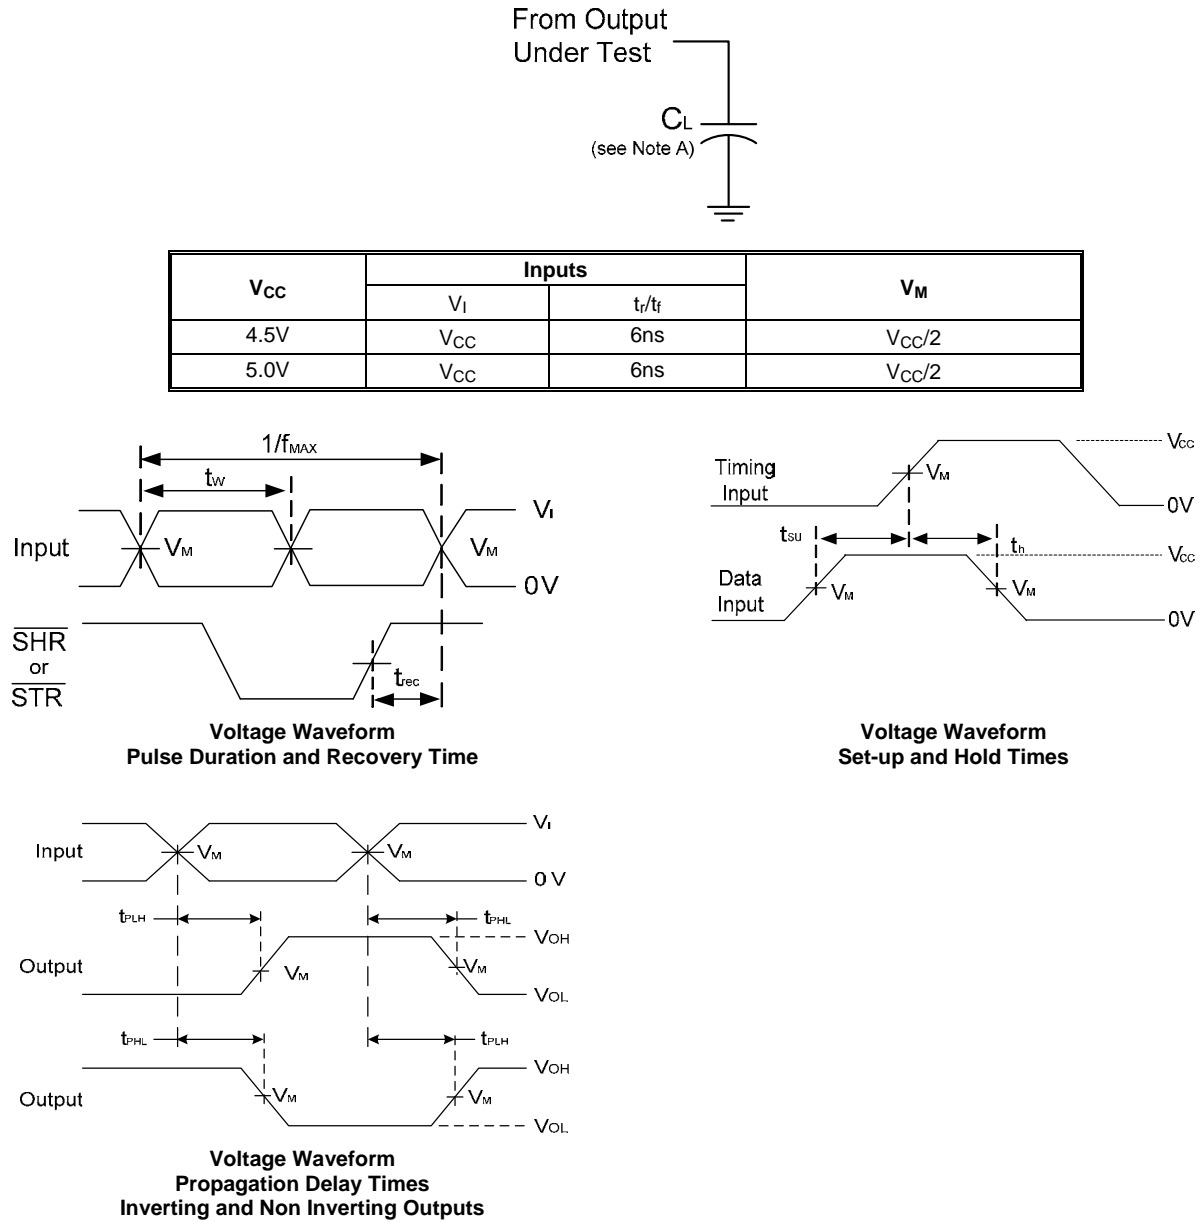 From Output
Under Test
CL
(see Note A)
VCC Inputs VM
VI tr/tf
4.5V VCC 6ns VCC/2
5.0V VCC 6ns VCC/2
1/fMAX
tW
Input VM VM VI
0V
SHR
or
STR
trec
Voltage Waveform
Pulse Duration and Recovery Time
Timing
Input
VM
VCC
0V
tsu th
Data
Input
VM VM
VCC
0V
Voltage Waveform
Set-up and Hold Times
Input VM VM VI
0 V
tPLH tPHL
Output VM VM VOH
VOL
tPHL tPLH
Output VM VM VOH
VOL
Voltage Waveform
Propagation Delay Times
Inverting and Non Inverting Outputs